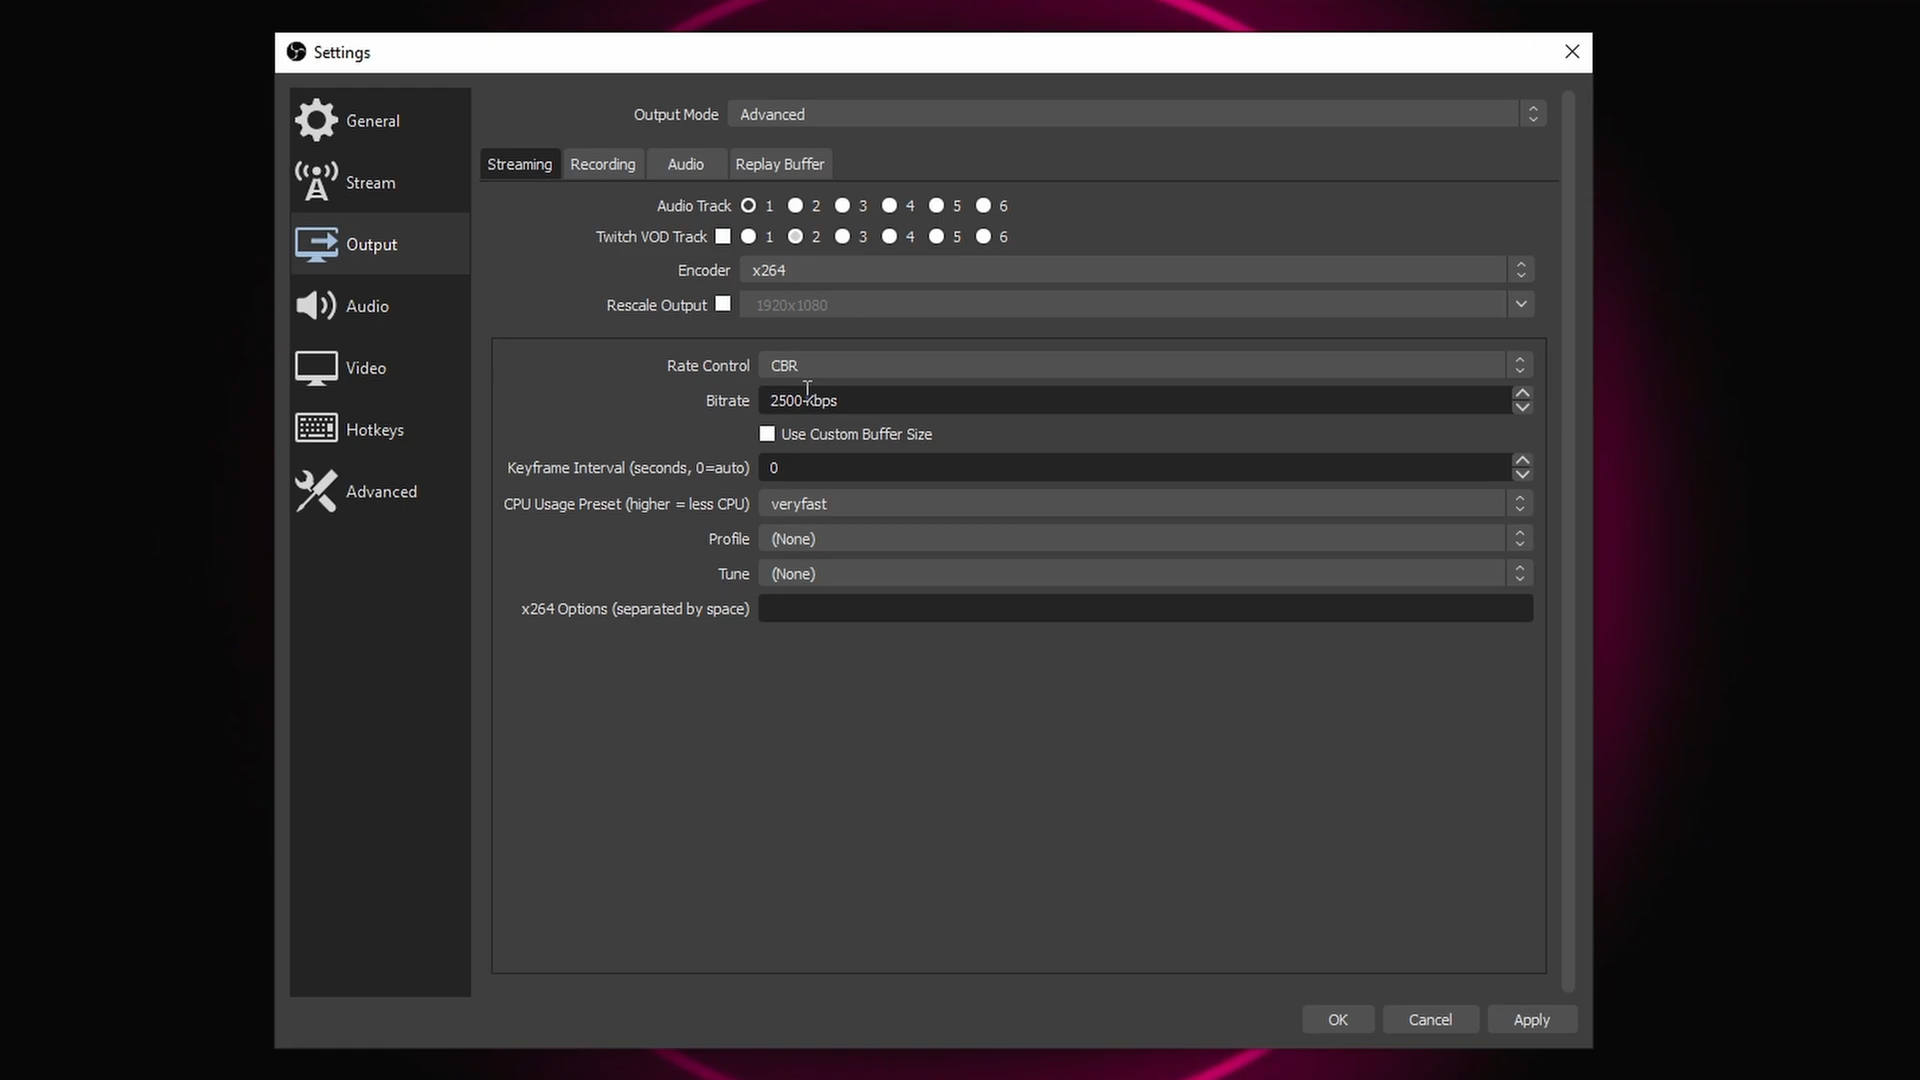 Settings
General
Stream
Output
Audio
Video
Hotkeys
Advanced
Output Mode Advanced
Streaming Recording Audio Replay Buffer
Audio Track 1 2 3 4 5 6
Twitch VOD Track 1 2 3 4 5 6
Encoder x264
Rescale Output 1920x1080
Rate Control CBR
Bitrate 2500 Kbps
Use Custom Buffer Size
Keyframe Interval (seconds, 0=auto) 0
CPU Usage Preset (higher = less CPU) veryfast
Profile (None)
Tune (None)
x264 Options (separated by space)
OK Cancel Apply